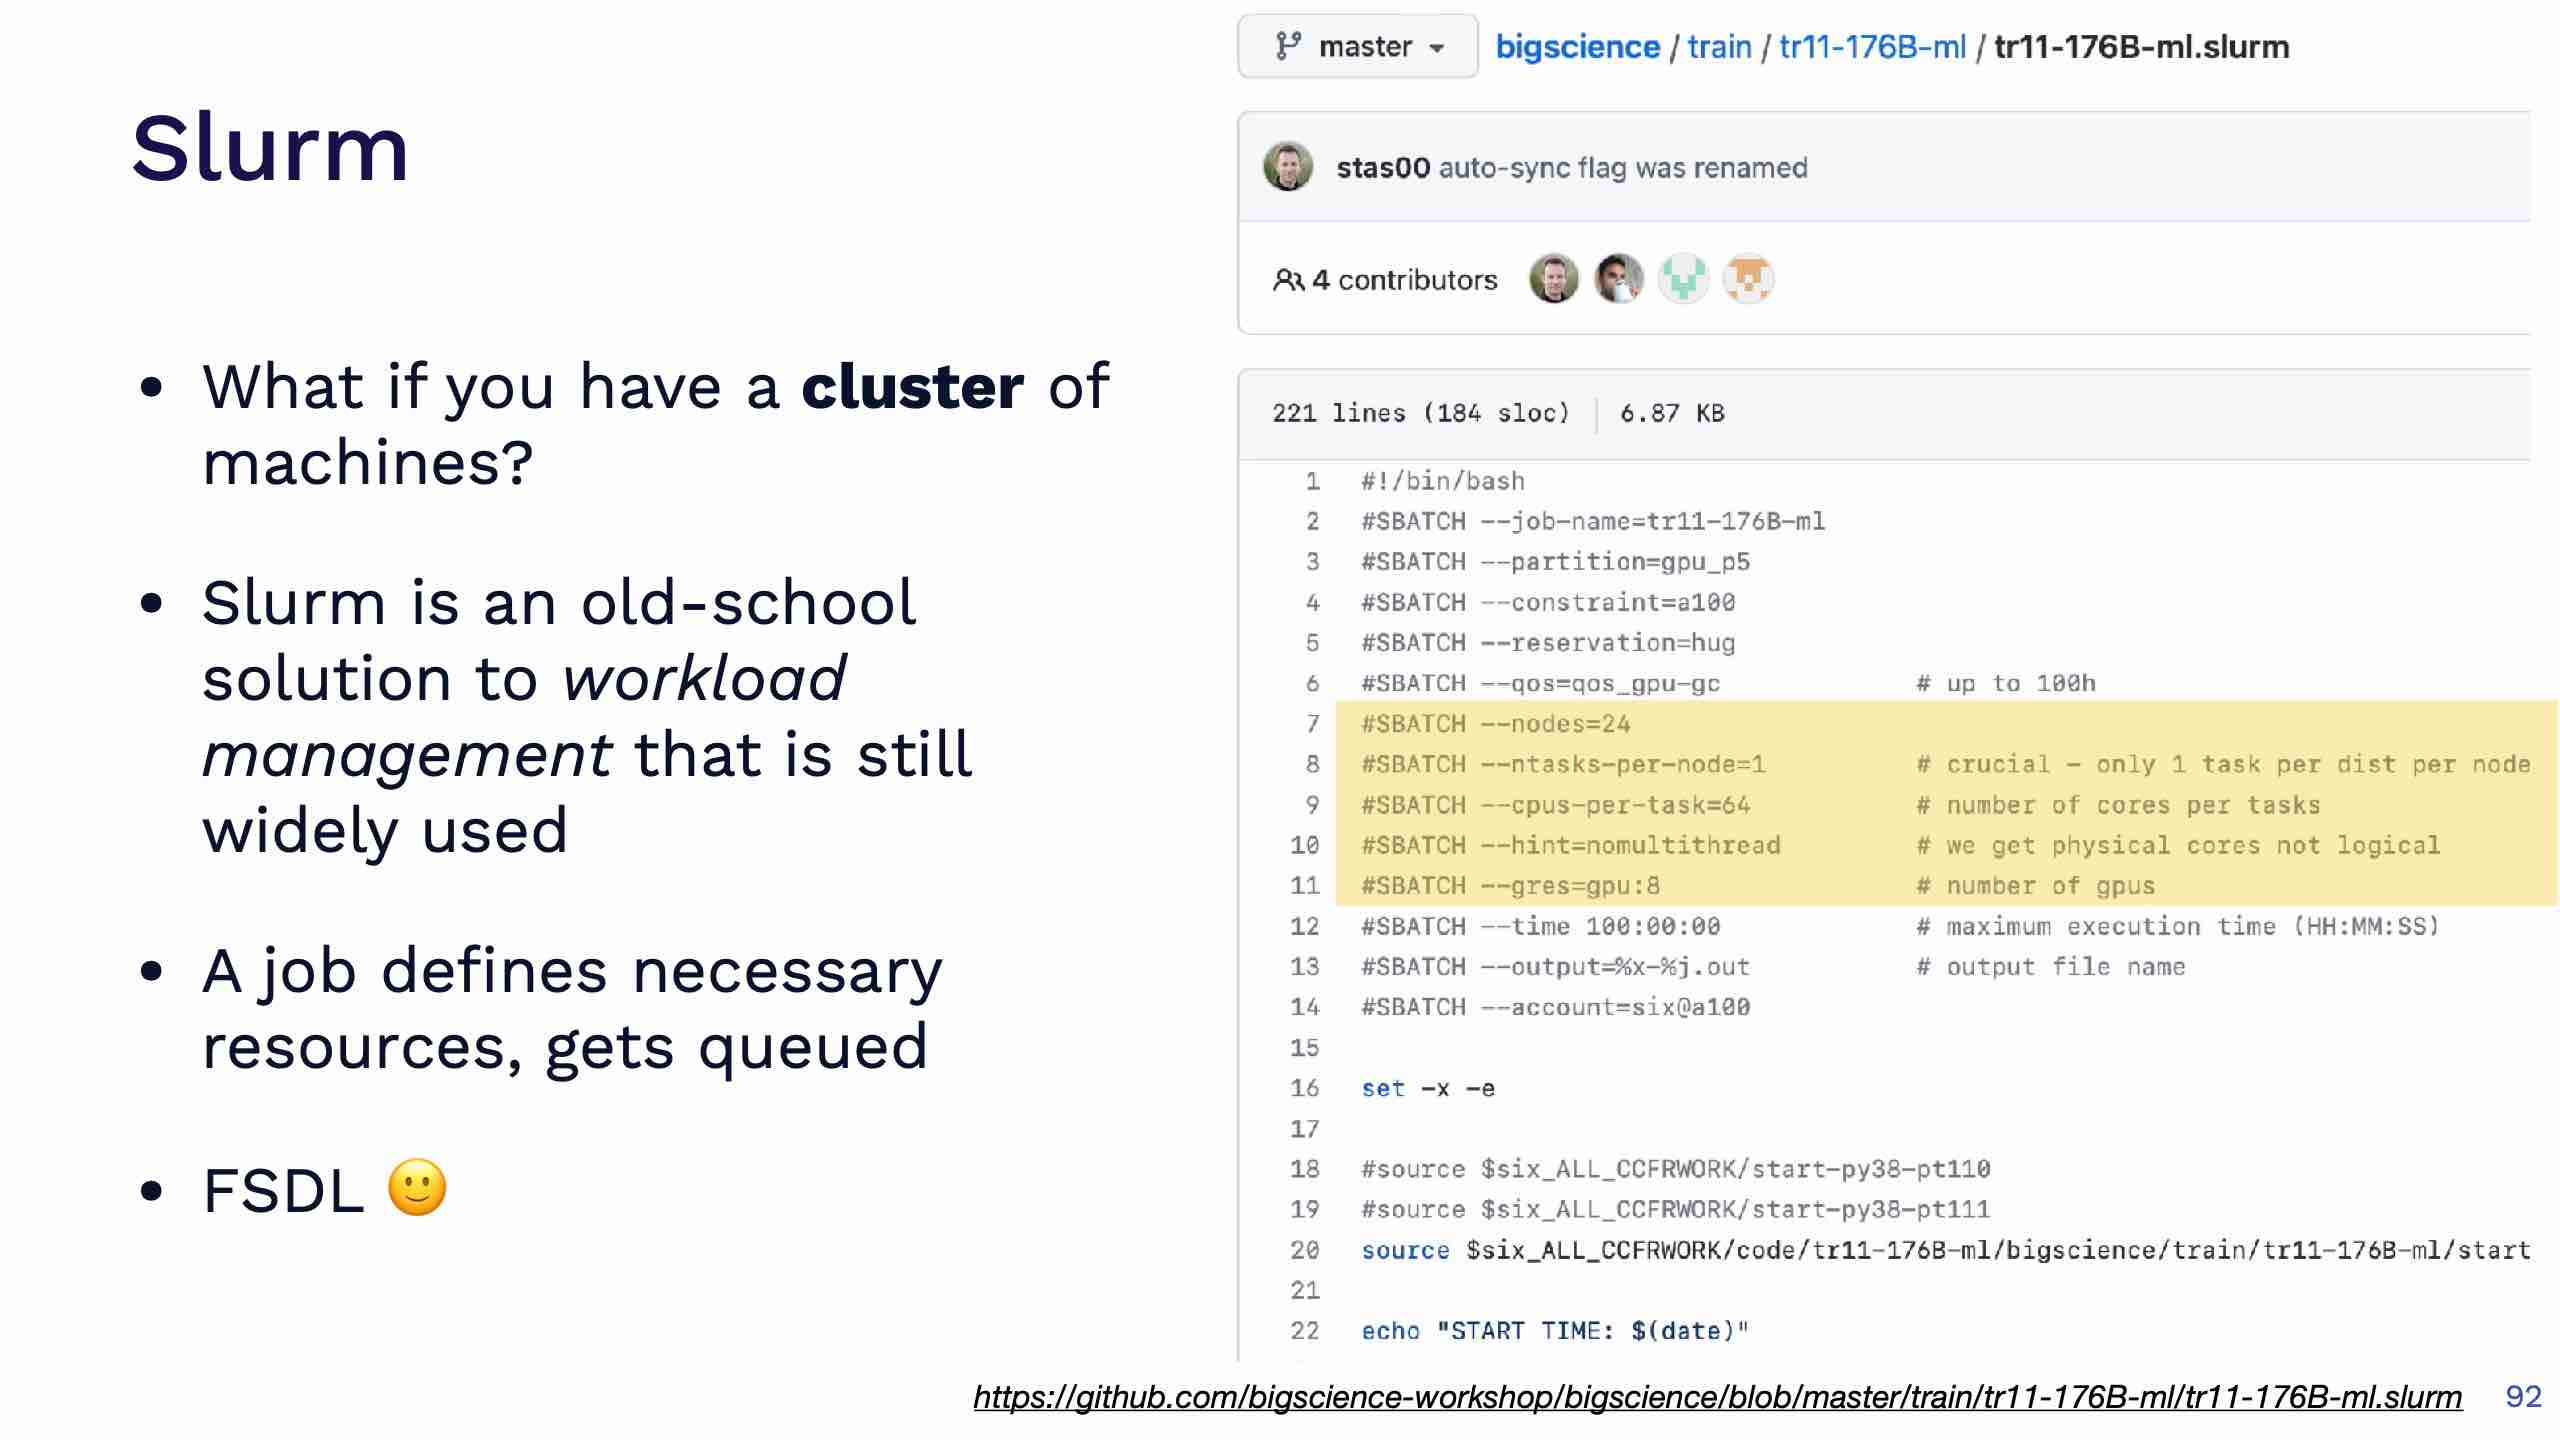 Slurm
• What if you have a cluster of
machines?
• Slurm is an old-school
solution to workload
management that is still
widely used
• A job defines necessary
resources, gets queued
• FSDL 🙂
master bigscience / train / tr11-176B-ml / tr11-176B-ml.slurm
stas00 auto-sync flag was renamed
4 contributors
221 lines (184 sloc) 6.87 KB
1 #!/bin/bash
2 #SBATCH --job-name=tr11-176B-ml
3 #SBATCH --partition=gpu_p5
4 #SBATCH --constraint=a100
5 #SBATCH --reservation=hug
6 #SBATCH --qos=qos_gpu-gc # up to 100h
7 #SBATCH --nodes=24
8 #SBATCH --ntasks-per-node=1 # crucial - only 1 task per dist per node
9 #SBATCH --cpus-per-task=64 # number of cores per tasks
10 #SBATCH --hint=nomultithread # we get physical cores not logical
11 #SBATCH --gres=gpu:8 # number of gpus
12 #SBATCH --time 100:00:00 # maximum execution time (HH:MM:SS)
13 #SBATCH --output=%x-%j.out # output file name
14 #SBATCH --account=six@a100
15
16 set -x -e
17
18 #source $six_ALL_CCFRWORK/start-py38-pt110
19 #source $six_ALL_CCFRWORK/start-py38-pt111
20 source $six_ALL_CCFRWORK/code/tr11-176B-ml/bigscience/train/tr11-176B-ml/start
21
22 echo "START TIME: $(date)"
https://github.com/bigscience-workshop/bigscience/blob/master/train/tr11-176B-ml/tr11-176B-ml.slurm 92